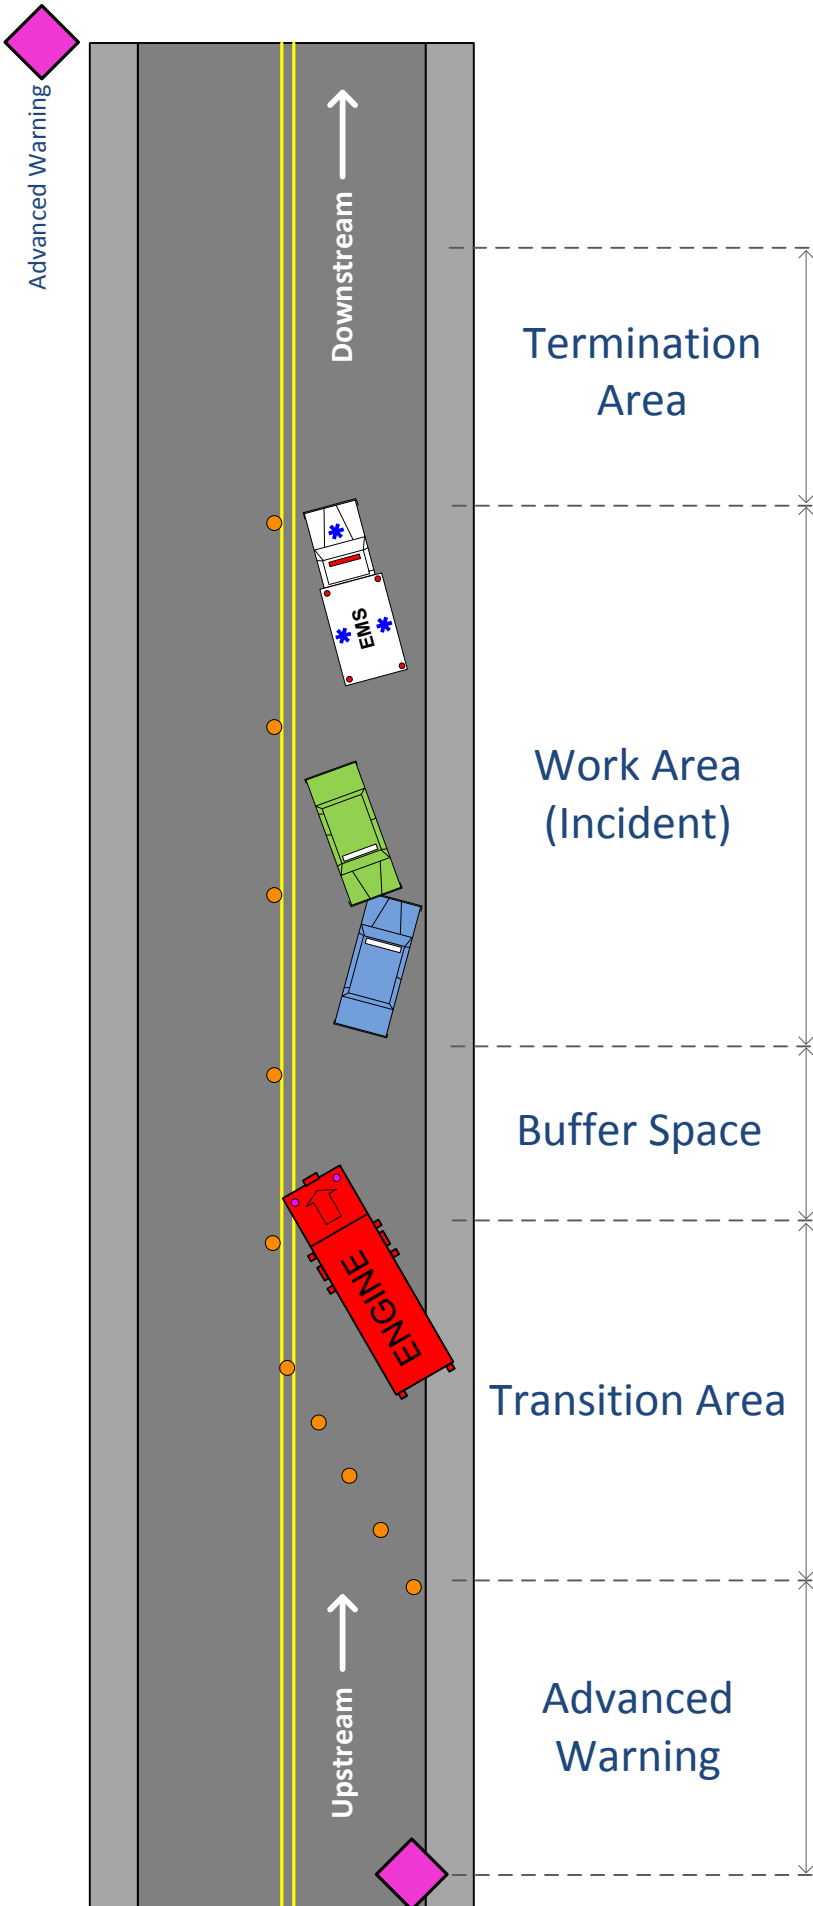 Advanced Warning
Downstream
Termination
Area
EMS
Work Area
(Incident)
Buffer Space
ENGINE
Transition Area
Upstream
Advanced
Warning